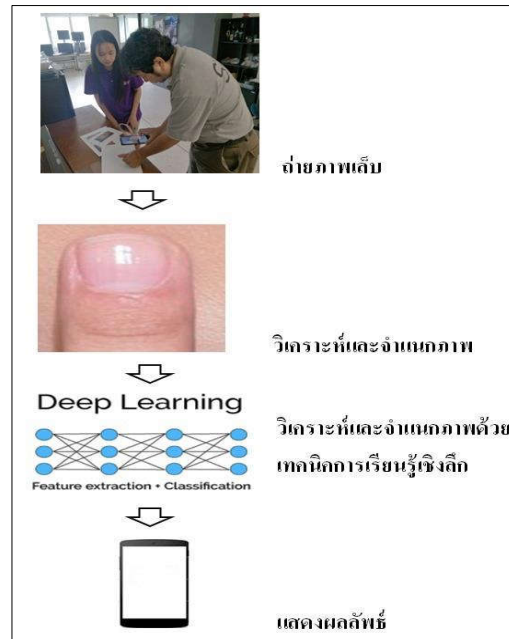 ถ่ายภาพเล็บ
วิเคราะห์และจำแนกภาพ
Deep Learning
วิเคราะห์และจำแนกภาพด้วย
เทคนิคการเรียนรู้เชิงลึก
Feature extraction + Classification
แสดงผลลัพธ์